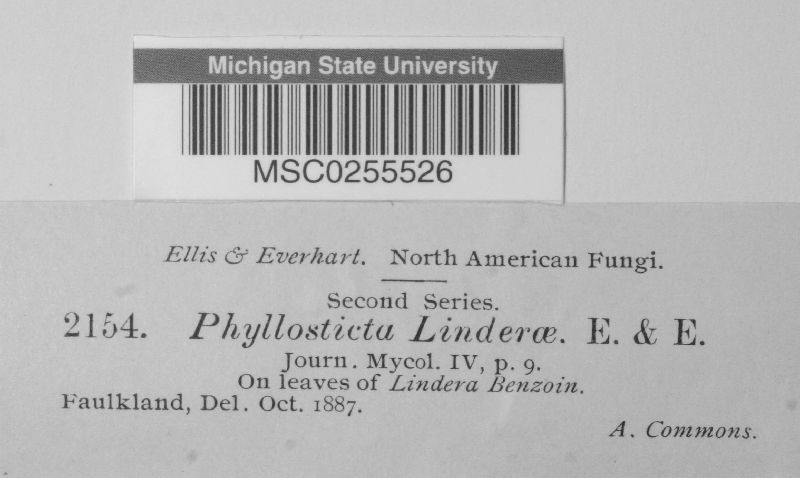 Michigan State University
MSC0255526
Ellis & Everhart. North American Fungi.
Second Series.
2154. Phyllosticta Linderæ. E. & E.
Journ. Mycol. IV, p. 9.
On leaves of Lindera Benzoin.
Faulkland, Del. Oct. 1887.
A. Commons.